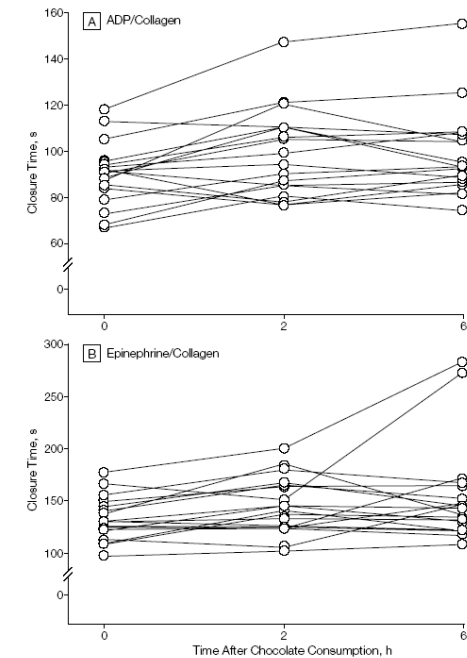 160
A ADP/Collagen
140
120
100
80
60
0
Closure Time, s
0 2 6
300
B Epinephrine/Collagen
250
200
150
100
0
Closure Time, s
0 2 6
Time After Chocolate Consumption, h